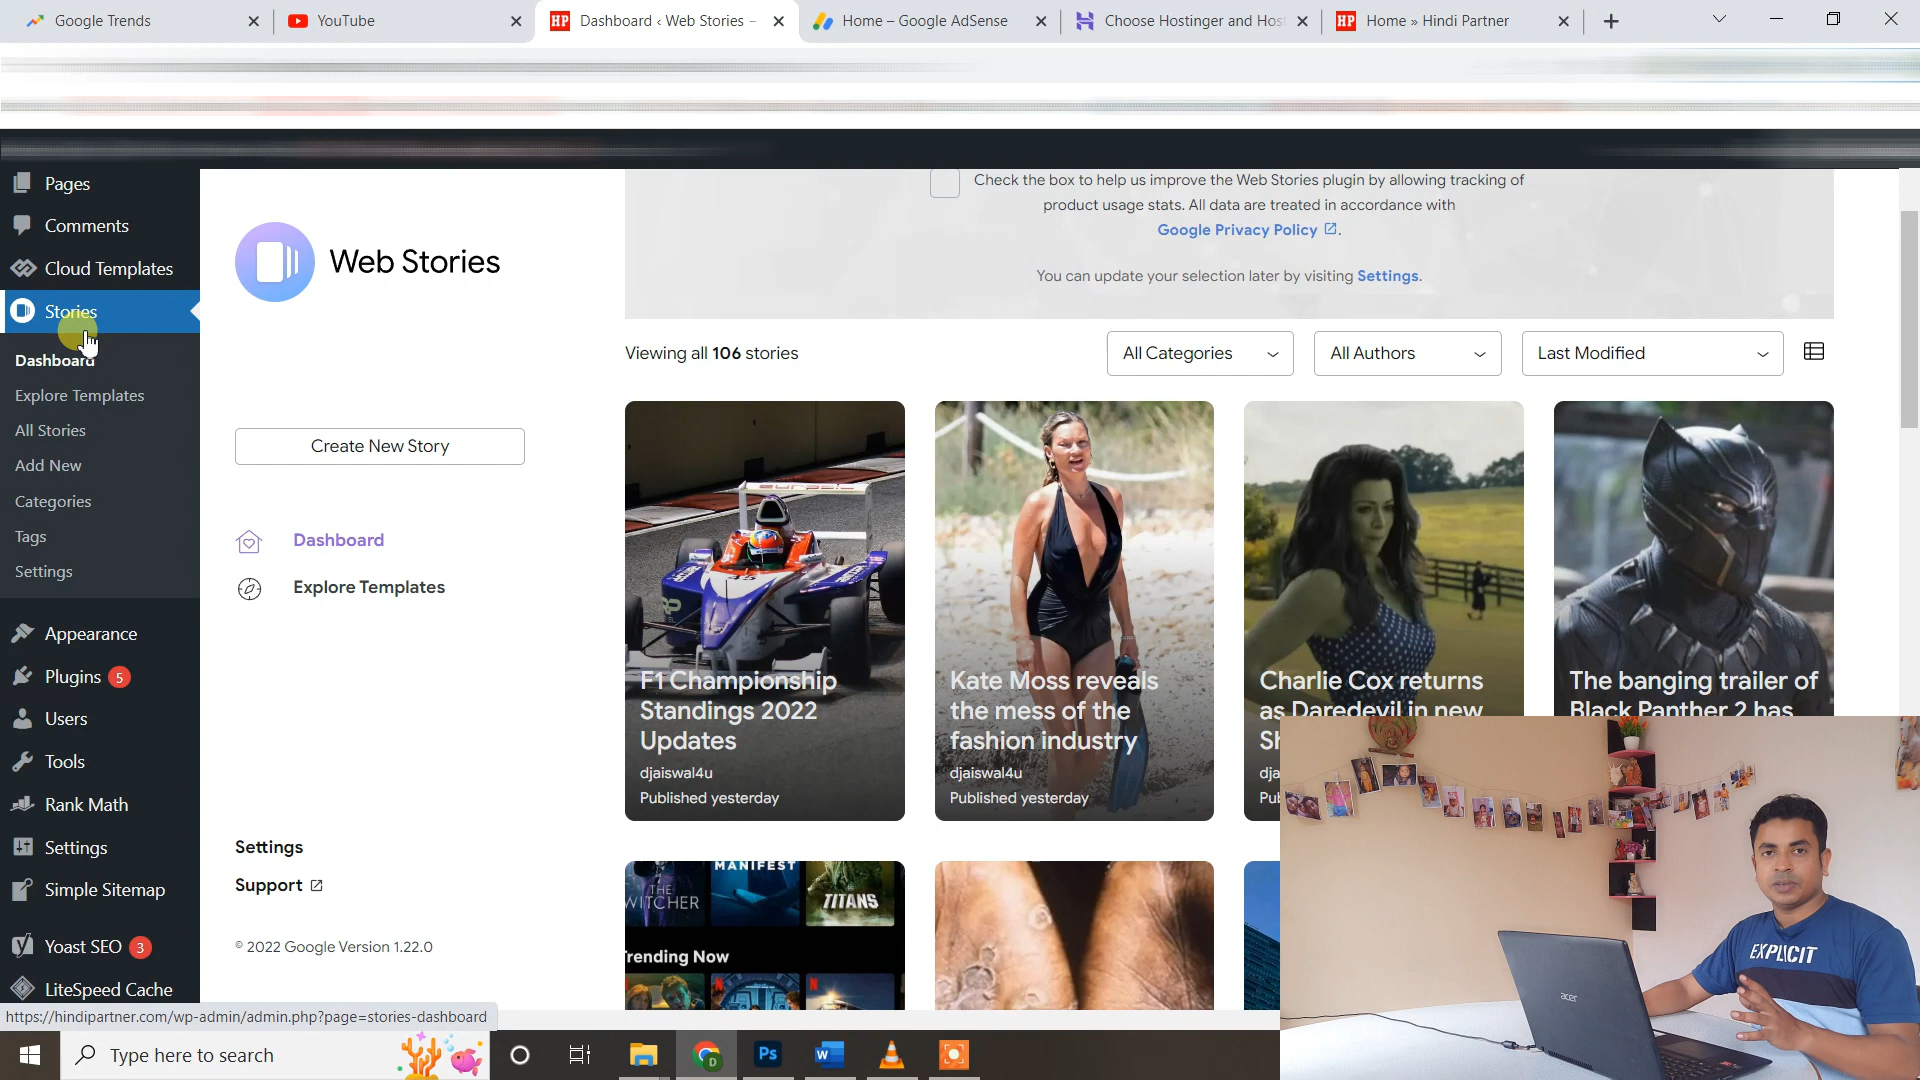 Google Trends
YouTube
HP Dashboard ‹ Web Stories –
Home – Google AdSense
Choose Hostinger and Host
HP Home » Hindi Partner
Pages
Comments
Cloud Templates
Stories
Dashboard
Explore Templates
All Stories
Add New
Categories
Tags
Settings
Appearance
Plugins 5
Users
Tools
Rank Math
Settings
Simple Sitemap
Yoast SEO 3
LiteSpeed Cache
https://hindipartner.com/wp-admin/admin.php?page=stories-dashboard
Web Stories
Create New Story
Dashboard
Explore Templates
Settings
Support
© 2022 Google Version 1.22.0
Check the box to help us improve the Web Stories plugin by allowing tracking of
product usage stats. All data are treated in accordance with
Google Privacy Policy .
You can update your selection later by visiting Settings.
Viewing all 106 stories
All Categories
All Authors
Last Modified
F1 Championship
Standings 2022
Updates
djaiswal4u
Published yesterday
Kate Moss reveals
the mess of the
fashion industry
djaiswal4u
Published yesterday
Charlie Cox returns
as Daredevil in new
Sh
djai
Pub
The banging trailer of
Black Panther 2 has
MANIFEST
THE
WITCHER
TITANS
Trending Now
EXPLICIT
acer
Type here to search
Ps
W